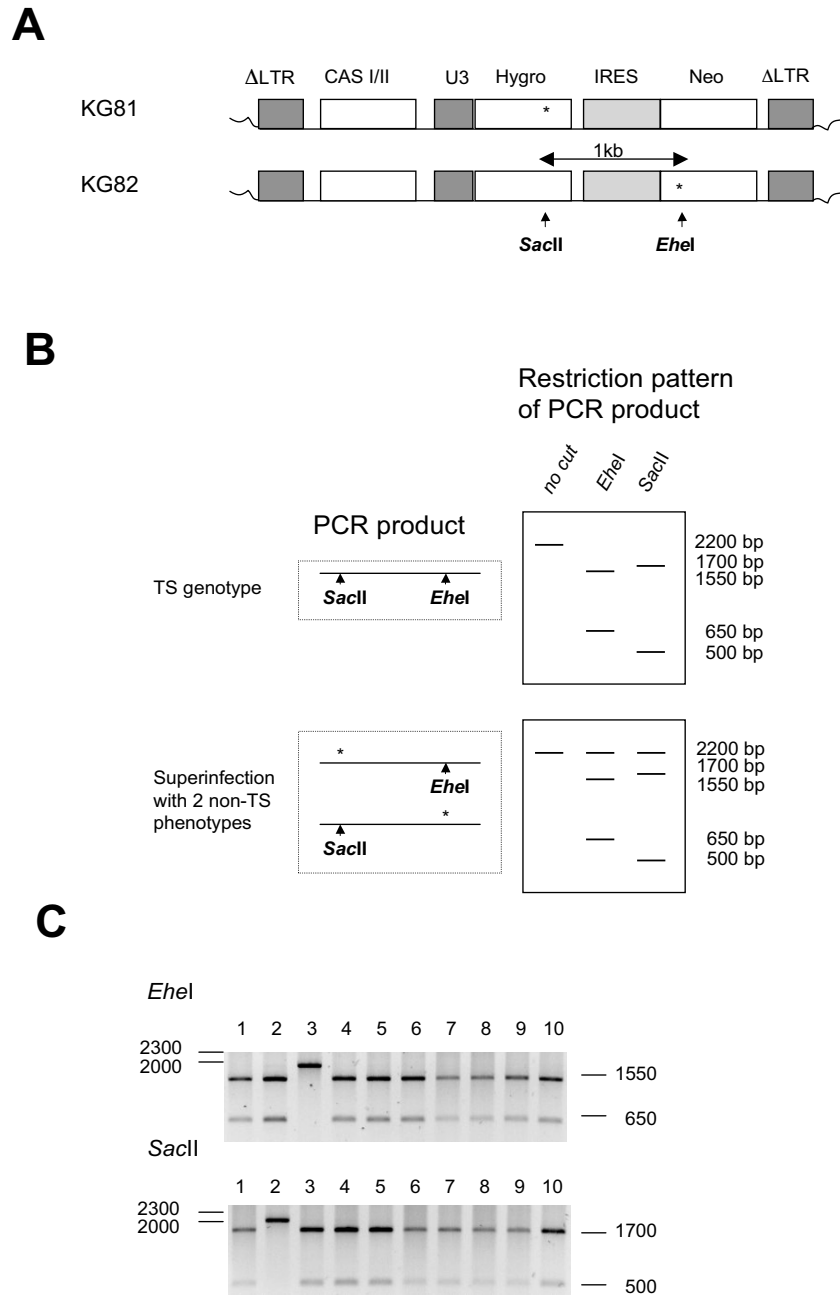 A
ΔLTR CAS I/II U3 Hygro IRES Neo ΔLTR
KG81 *
1kb
KG82 *
SacII EheI
B
Restriction pattern
of PCR product
no cut EheI SacII
PCR product
TS genotype
SacII EheI
2200 bp
1700 bp
1550 bp
650 bp
500 bp
Superinfection
with 2 non-TS
phenotypes
*
EheI
*
SacII
2200 bp
1700 bp
1550 bp
650 bp
500 bp
C
EheI
1 2 3 4 5 6 7 8 9 10
2300
2000
1550
650
SacII
1 2 3 4 5 6 7 8 9 10
2300
2000
1700
500